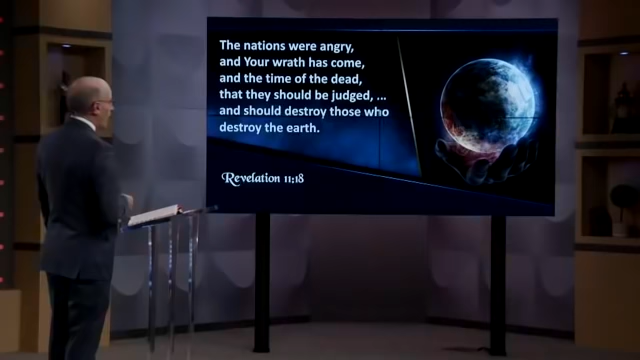 The nations were angry,
and Your wrath has come,
and the time of the dead,
that they should be judged, ...
and should destroy those who
destroy the earth.
Revelation 11:18